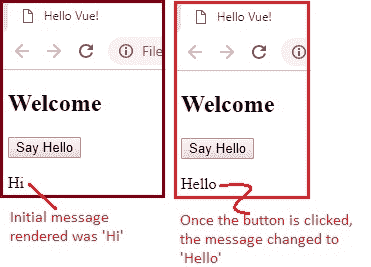 Hello Vue!
File
Welcome
Say Hello
Hi
Initial message
rendered was 'Hi'
Hello Vue!
File
Welcome
Say Hello
Hello
Once the button is clicked,
the message changed to
'Hello'